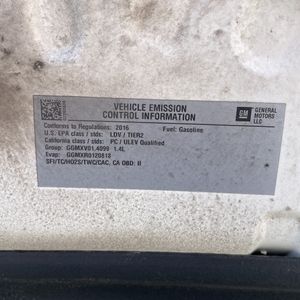 VEHICLE EMISSION
CONTROL INFORMATION
GM
GENERAL
MOTORS
LLC
Conforms to Regulations: 2016
Fuel: Gasoline
U.S. EPA class / stds: LDV / TIER2
California class / stds: PC / ULEV Qualified
Group: GGMXV01.4099 1.4L
Evap: GGMXR0120818
SFI/TC/HO2S/TWC/CAC, CA OBD: II